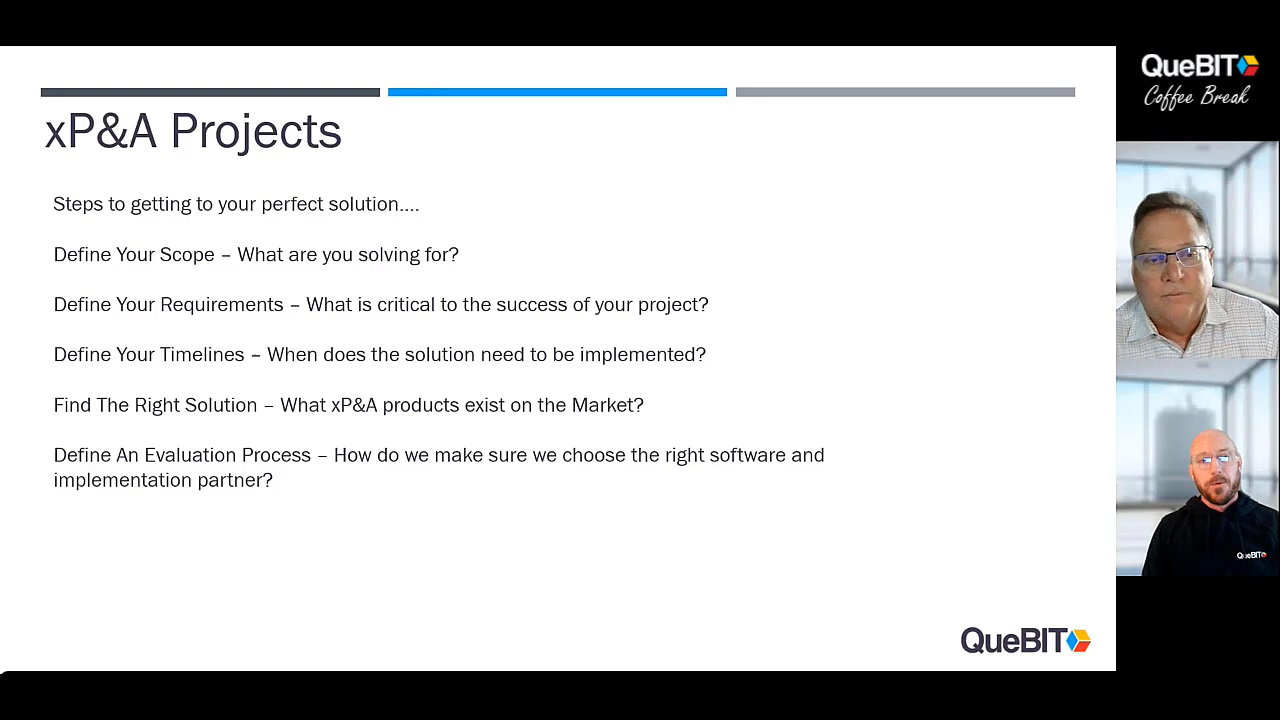 xP&A Projects
Steps to getting to your perfect solution....
Define Your Scope – What are you solving for?
Define Your Requirements – What is critical to the success of your project?
Define Your Timelines – When does the solution need to be implemented?
Find The Right Solution – What xP&A products exist on the Market?
Define An Evaluation Process – How do we make sure we choose the right software and
implementation partner?
QueBIT
QueBIT
Coffee Break
QueBIT